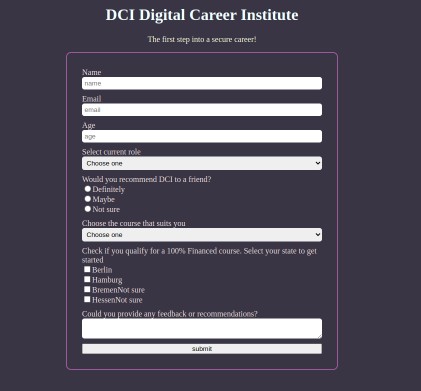 DCI Digital Career Institute
The first step into a secure career!
Name
name
Email
email
Age
age
Select current role
Choose one
Would you recommend DCI to a friend?
Definitely
Maybe
Not sure
Choose the course that suits you
Choose one
Check if you qualify for a 100% Financed course. Select your state to get
started
Berlin
Hamburg
BremenNot sure
HessenNot sure
Could you provide any feedback or recommendations?
submit